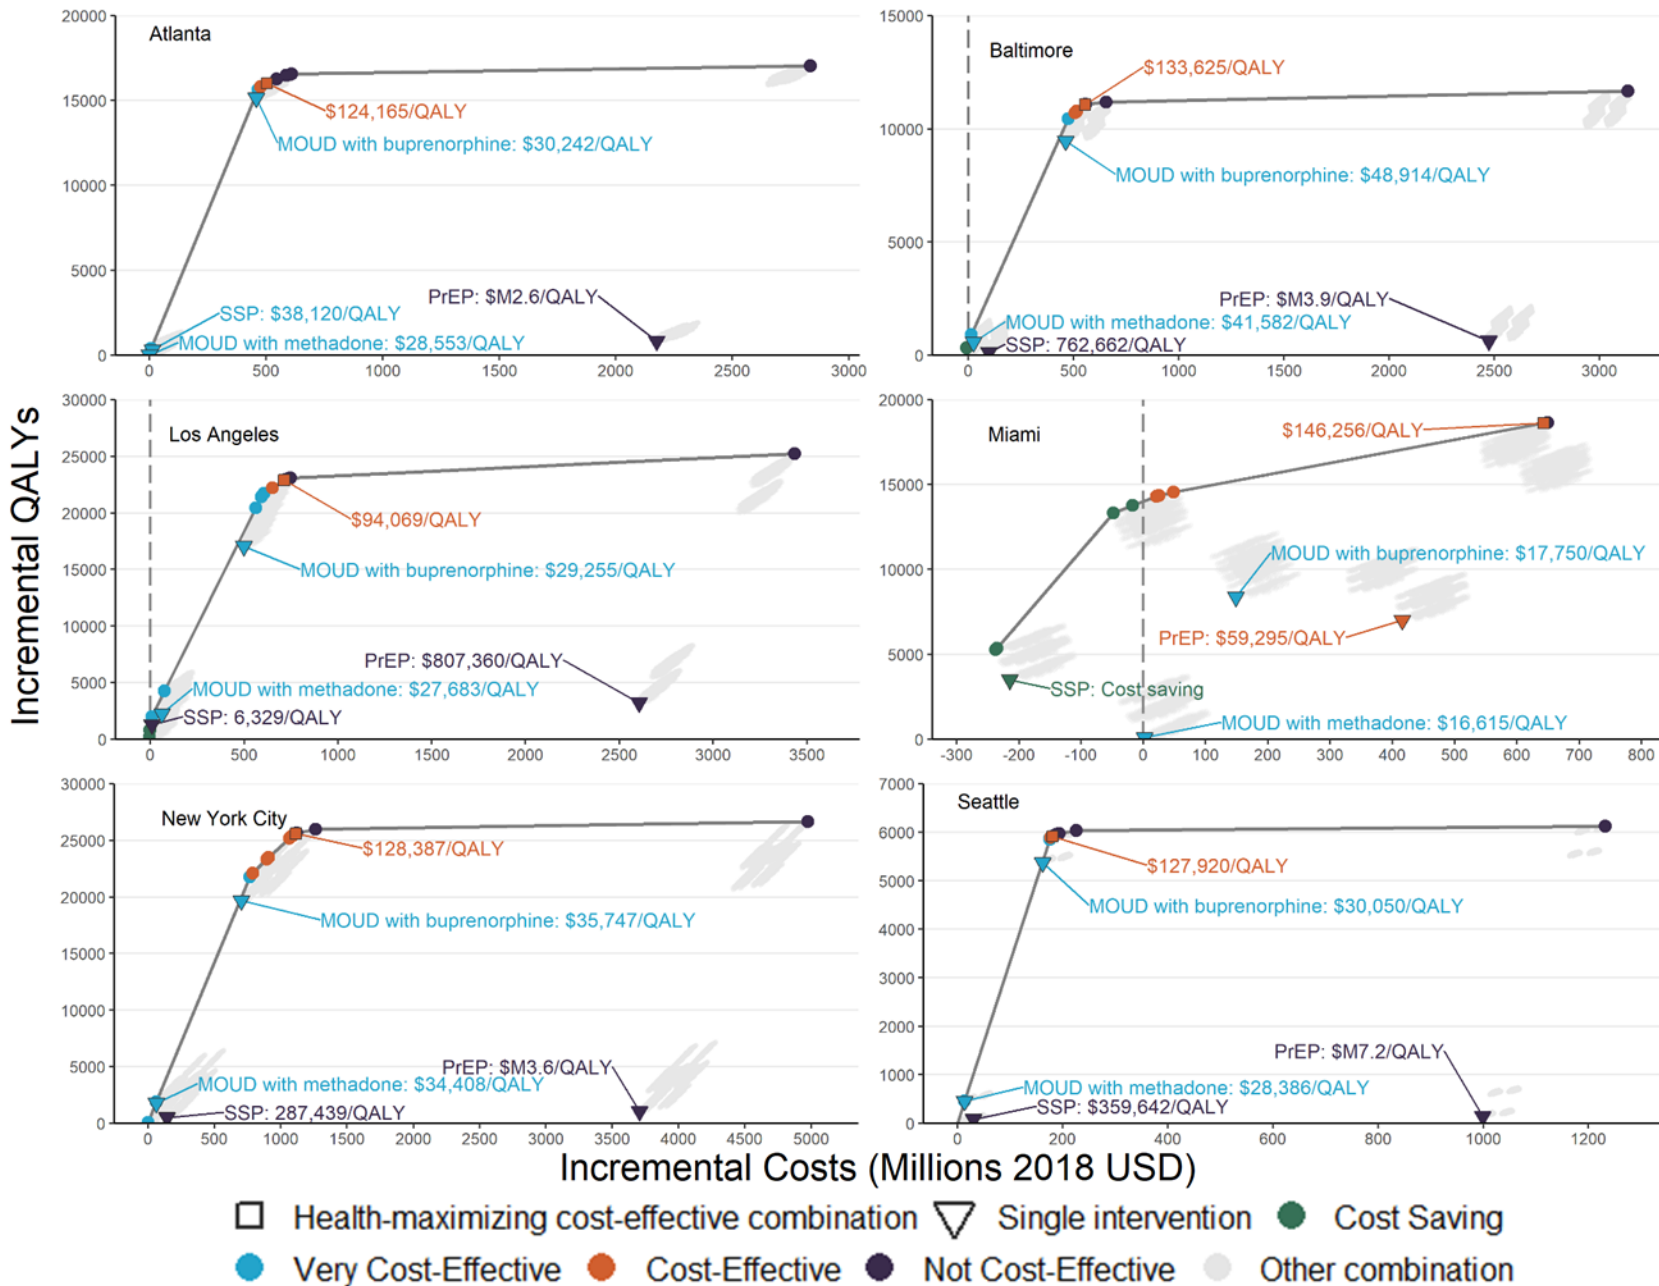 Incremental QALYs
Atlanta
20000
15000
10000
5000
0
$124,165/QALY
MOUD with buprenorphine: $30,242/QALY
PrEP: $M2.6/QALY
SSP: $38,120/QALY
MOUD with methadone: $28,553/QALY
0 500 1000 1500 2000 2500 3000
Baltimore
15000
10000
5000
0
$133,625/QALY
MOUD with buprenorphine: $48,914/QALY
PrEP: $M3.9/QALY
MOUD with methadone: $41,582/QALY
SSP: 762,662/QALY
0 500 1000 1500 2000 2500 3000
Los Angeles
30000
25000
20000
15000
10000
5000
0
$94,069/QALY
MOUD with buprenorphine: $29,255/QALY
PrEP: $807,360/QALY
MOUD with methadone: $27,683/QALY
SSP: 6,329/QALY
0 500 1000 1500 2000 2500 3000 3500
Miami
20000
15000
10000
5000
0
$146,256/QALY
MOUD with buprenorphine: $17,750/QALY
PrEP: $59,295/QALY
SSP: Cost saving
MOUD with methadone: $16,615/QALY
-300 -200 -100 0 100 200 300 400 500 600 700 800
New York City
30000
25000
20000
15000
10000
5000
0
$128,387/QALY
MOUD with buprenorphine: $35,747/QALY
PrEP: $M3.6/QALY
MOUD with methadone: $34,408/QALY
SSP: 287,439/QALY
0 500 1000 1500 2000 2500 3000 3500 4000 4500 5000
Seattle
7000
6000
5000
4000
3000
2000
1000
0
$127,920/QALY
MOUD with buprenorphine: $30,050/QALY
PrEP: $M7.2/QALY
MOUD with methadone: $28,386/QALY
SSP: $359,642/QALY
0 200 400 600 800 1000 1200
Incremental Costs (Millions 2018 USD)
Health-maximizing cost-effective combination Single intervention Cost Saving
Very Cost-Effective Cost-Effective Not Cost-Effective Other combination